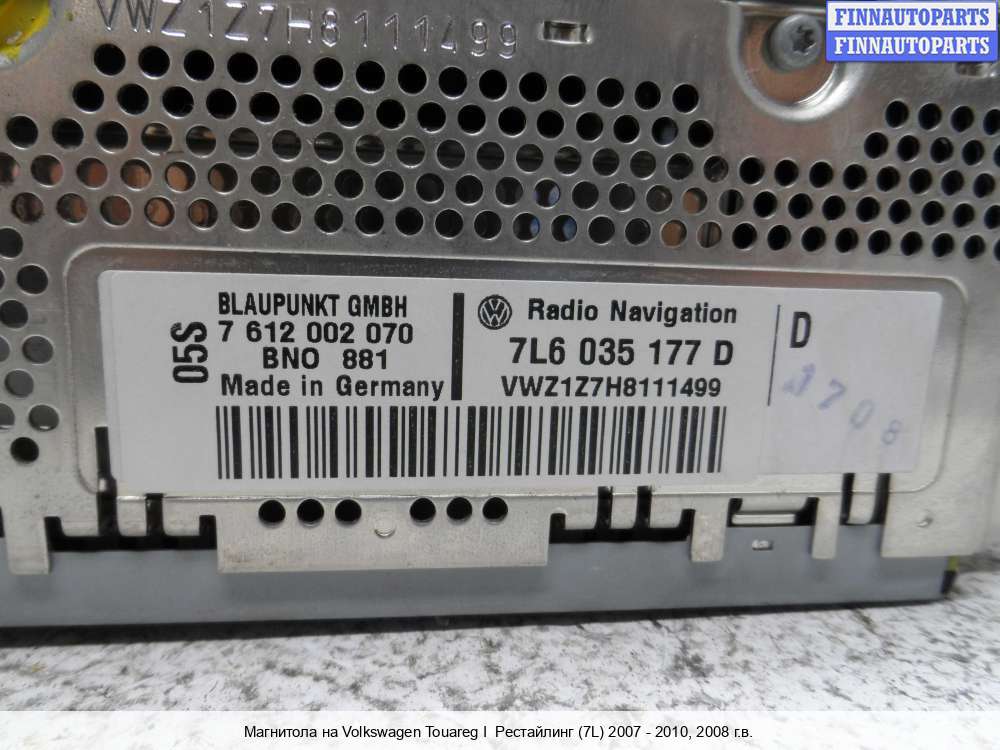 VWZ1Z7H8111499
FINNAUTOPARTS
FINNAUTOPARTS
05S
BLAUPUNKT GMBH
7 612 002 070
BNO 881
Made in Germany
Radio Navigation
7L6 035 177 D
VWZ1Z7H8111499
D
1708
Магнитола на Volkswagen Touareg I Рестайлинг (7L) 2007 - 2010, 2008 г.в.